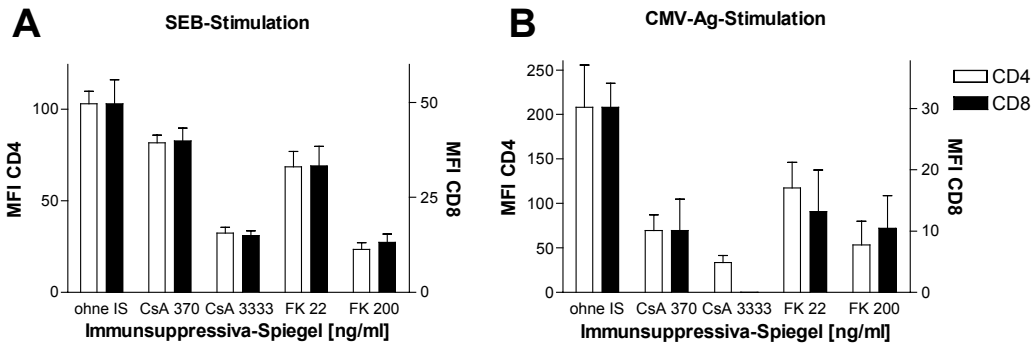 A
SEB-Stimulation
MFI CD4
100
50
0
50
25
0
MFI CD8
ohne IS
CsA 370
CsA 3333
FK 22
FK 200
Immunsuppressiva-Spiegel [ng/ml]
B
CMV-Ag-Stimulation
MFI CD4
250
200
150
100
50
0
30
20
10
0
MFI CD8
CD4
CD8
ohne IS
CsA 370
CsA 3333
FK 22
FK 200
Immunsuppressiva-Spiegel [ng/ml]